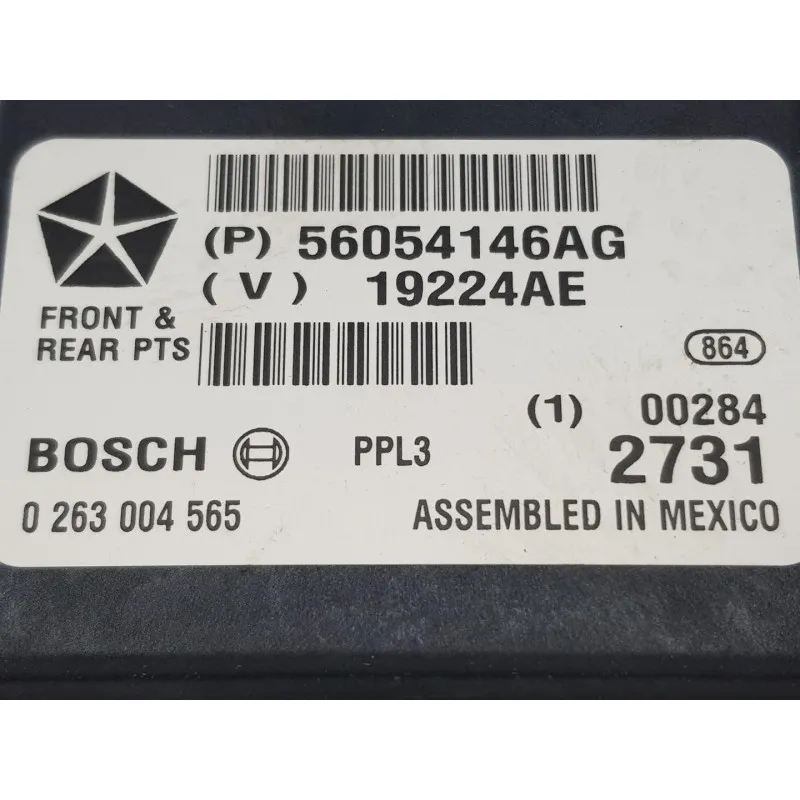 (P) 56054146AG
(V) 19224AE
FRONT &
REAR PTS
864
(1) 00284
BOSCH PPL3 2731
0 263 004 565 ASSEMBLED IN MEXICO